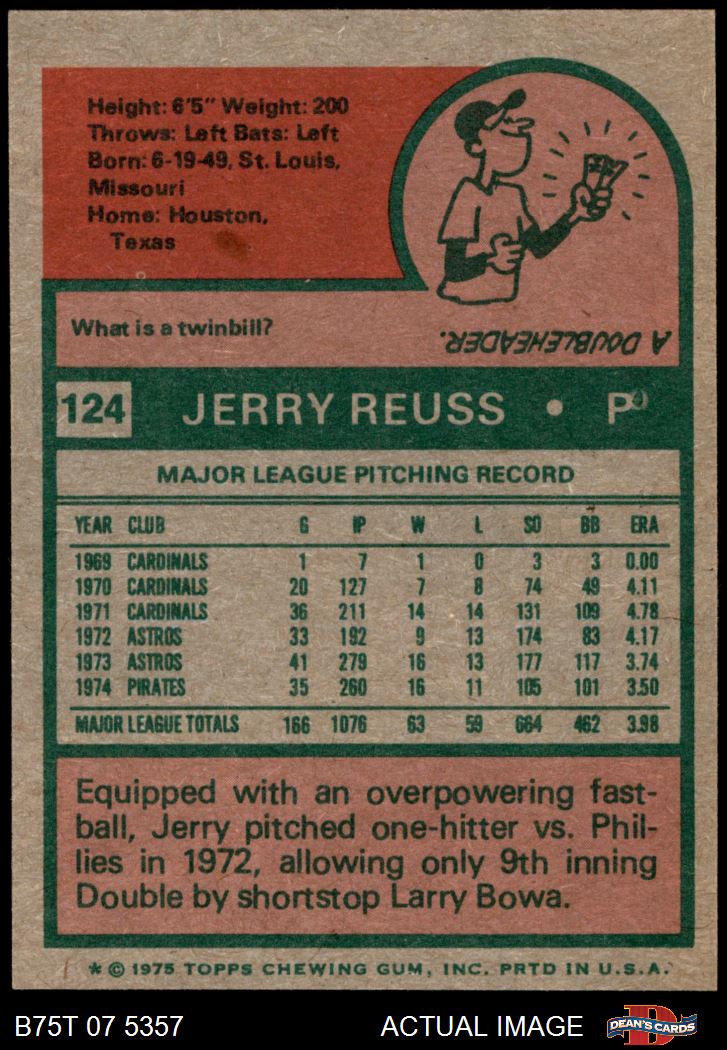 Height: 6'5" Weight: 200
Throws: Left Bats: Left
Born: 6-19-49, St. Louis,
Missouri
Home: Houston,
Texas
What is a twinbill?
A DOUBLEHEADER.
124 JERRY REUSS • P
MAJOR LEAGUE PITCHING RECORD
YEAR CLUB G IP W L SO BB ERA
1969 CARDINALS 1 7 1 0 3 3 0.00
1970 CARDINALS 20 127 7 8 74 49 4.11
1971 CARDINALS 36 211 14 14 131 109 4.78
1972 ASTROS 33 192 9 13 174 83 4.17
1973 ASTROS 41 279 16 13 177 117 3.74
1974 PIRATES 35 260 16 11 105 101 3.50
MAJOR LEAGUE TOTALS 166 1076 63 59 664 462 3.98
Equipped with an overpowering fast-
ball, Jerry pitched one-hitter vs. Phil-
lies in 1972, allowing only 9th inning
Double by shortstop Larry Bowa.
* © 1975 TOPPS CHEWING GUM, INC. PRTD IN U.S.A.
B75T 07 5357 ACTUAL IMAGE D DEAN'S CARDS